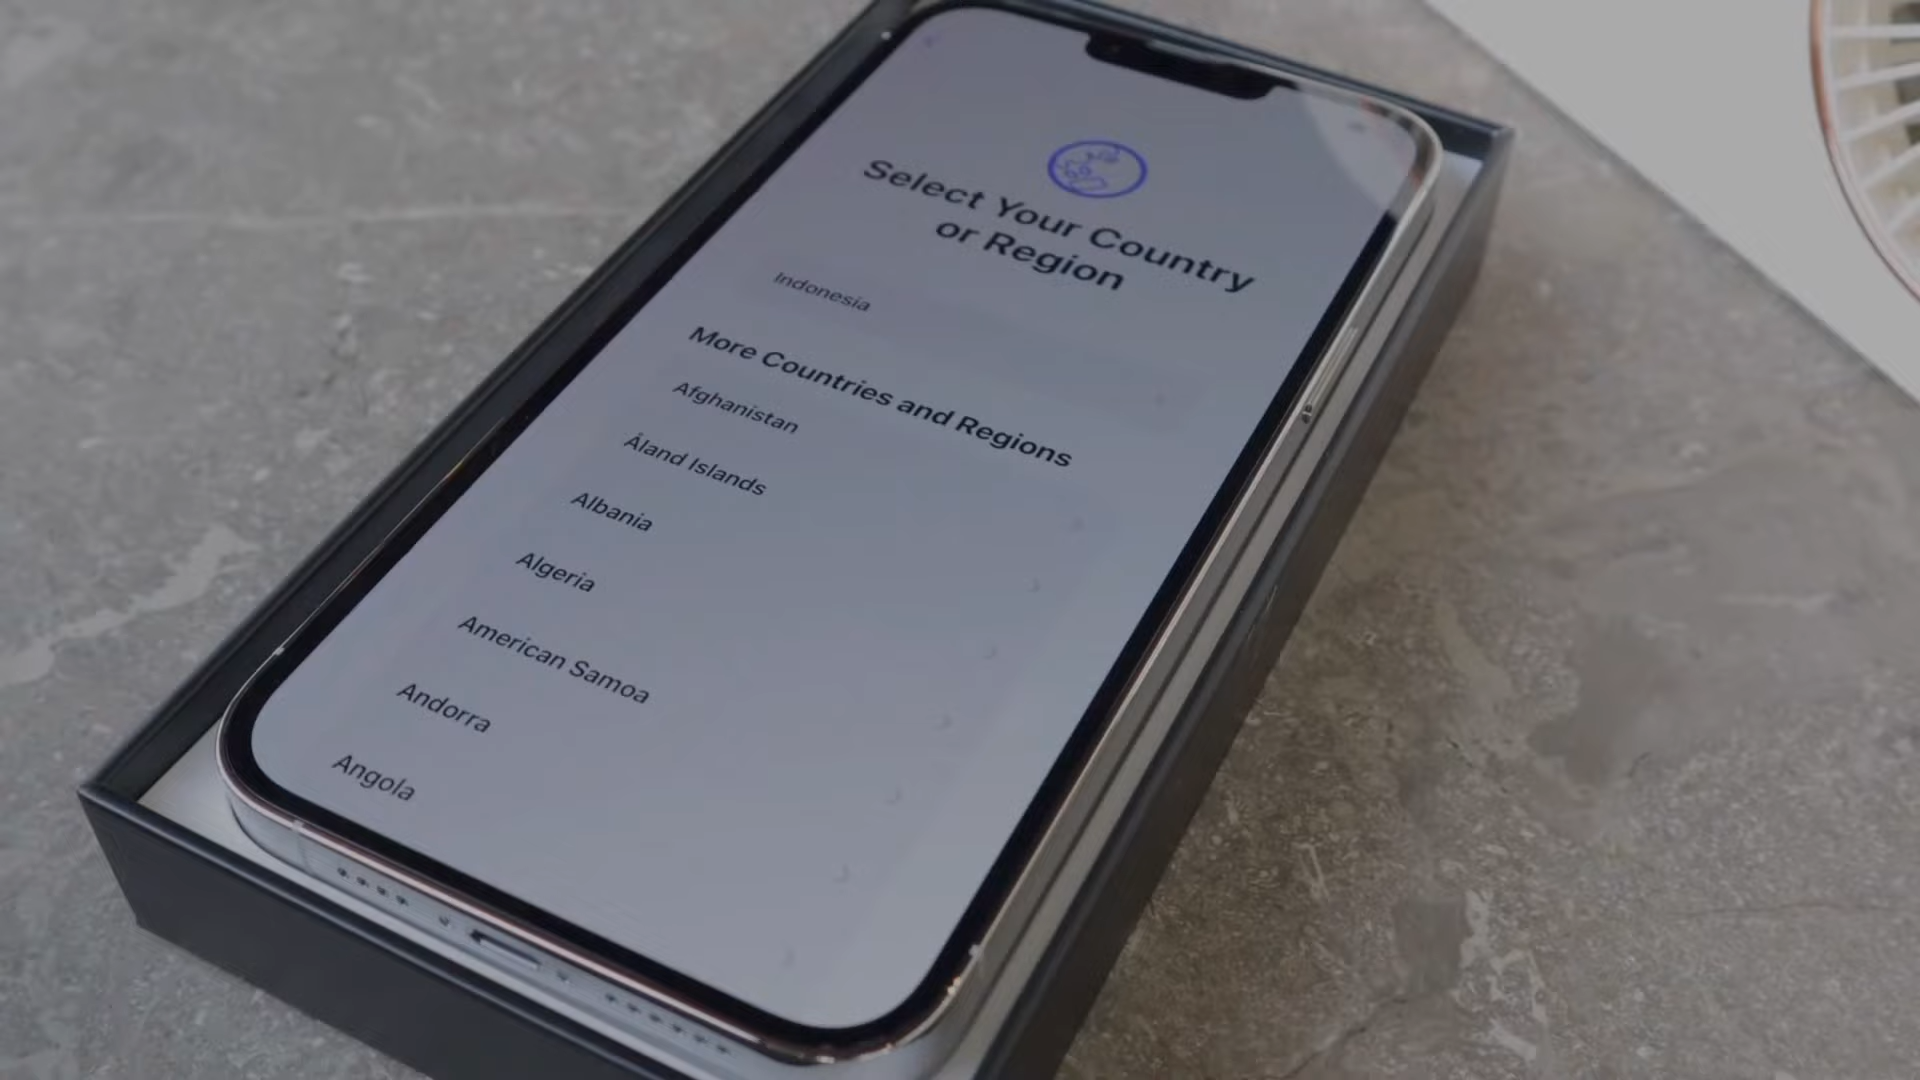 Select Your Country
or Region
Indonesia
More Countries and Regions
Afghanistan
Åland Islands
Albania
Algeria
American Samoa
Andorra
Angola